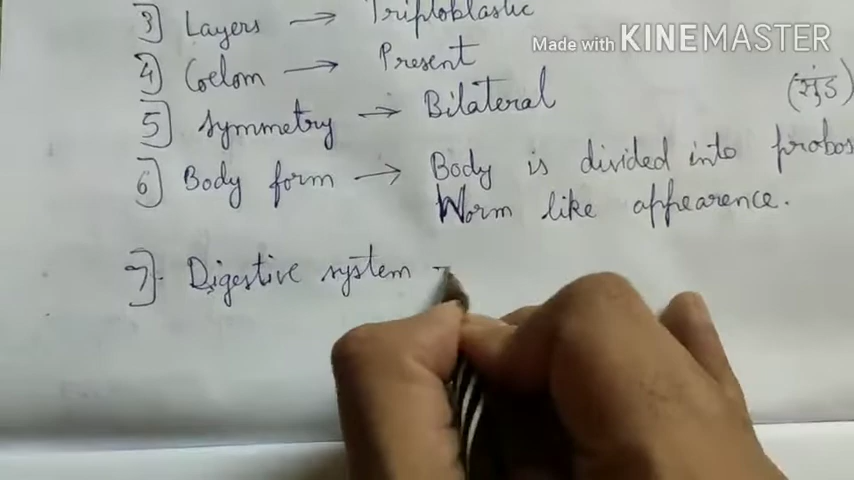 3] Layers → Triploblastic
Made with KINEMASTER
4] Coelom → Present
5] symmetry → Bilateral (सूंड)
6] Body form → Body is divided into
Worm like appearence.
7]. Digestive system -